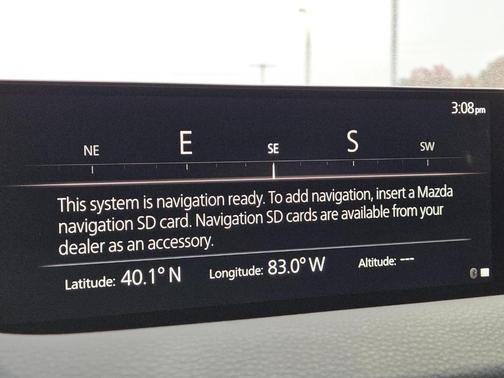 3:08pm
NE E SE S SW
This system is navigation ready. To add navigation, insert a Mazda
navigation SD card. Navigation SD cards are available from your
dealer as an accessory.
Latitude: 40.1° N Longitude: 83.0° W Altitude: ---